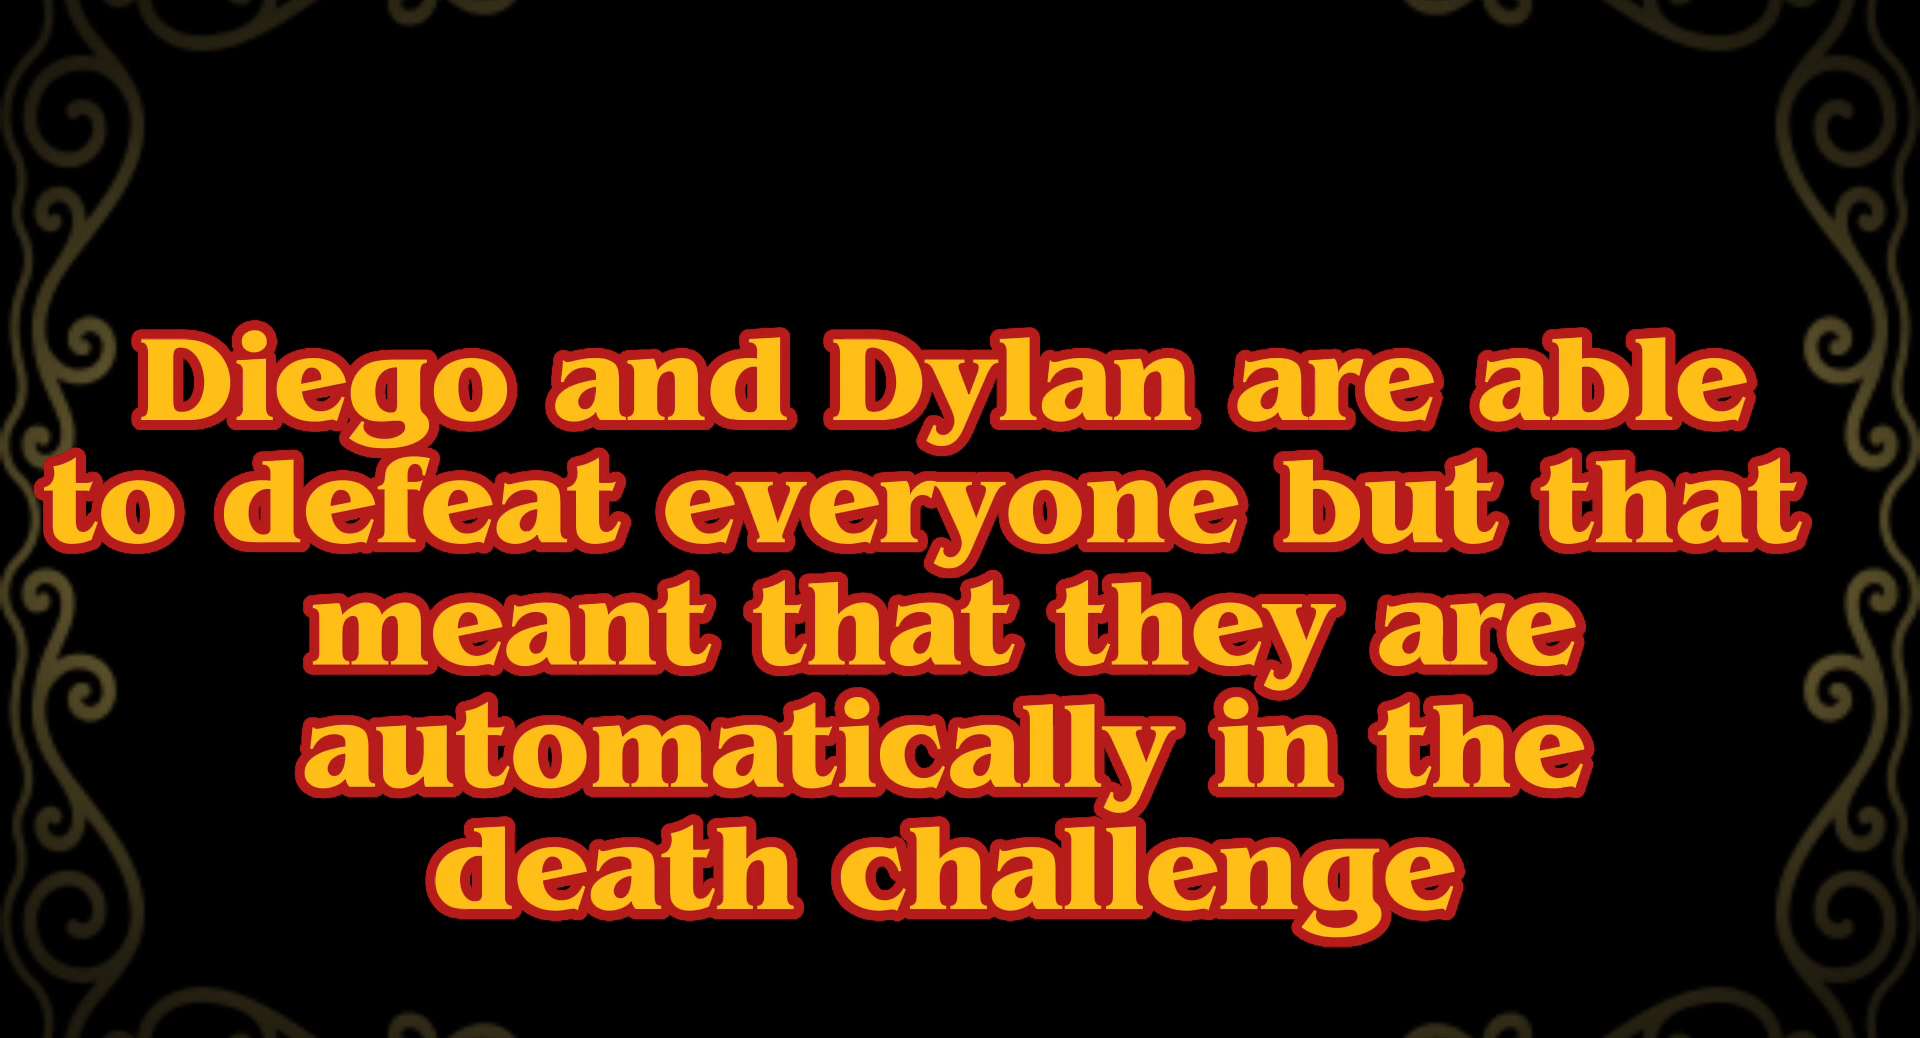 Diego and Dylan are able
to defeat everyone but that
meant that they are
automatically in the
death challenge